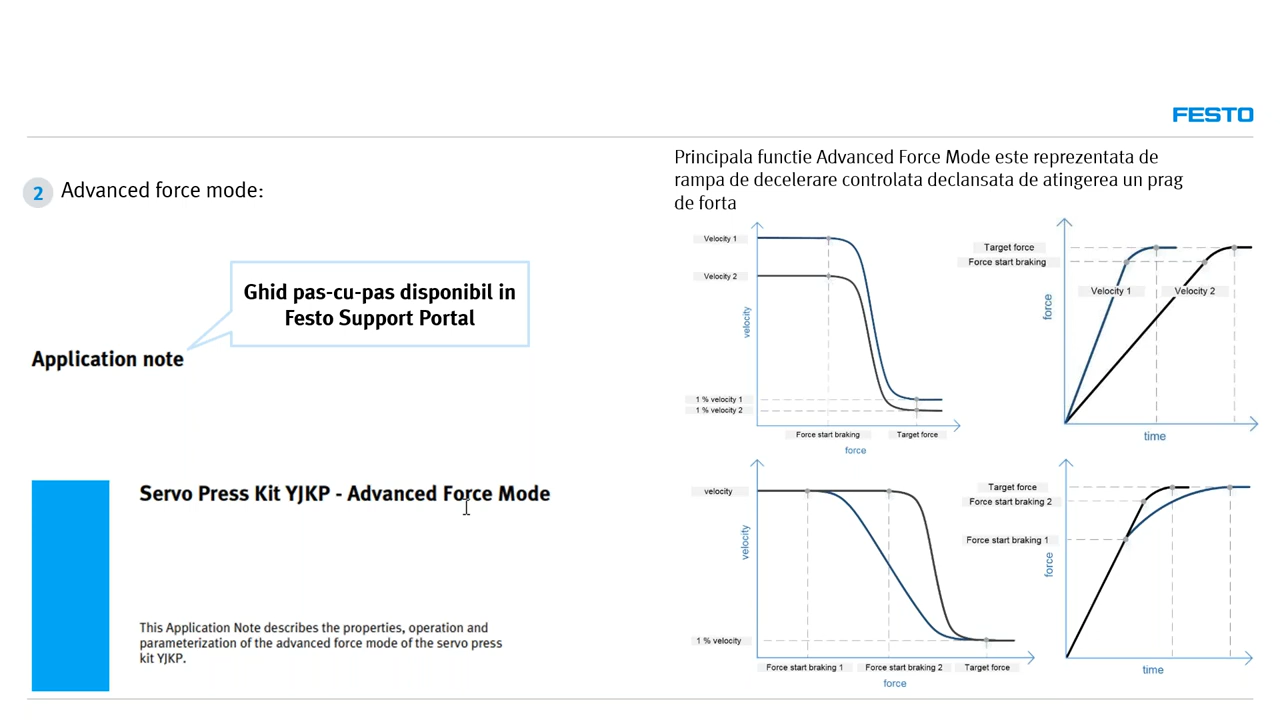 FESTO
2
Advanced force mode:
Ghid pas-cu-pas disponibil in
Festo Support Portal
Application note
Servo Press Kit YJKP - Advanced Force Mode
This Application Note describes the properties, operation and
parameterization of the advanced force mode of the servo press
kit YJKP.
Principala functie Advanced Force Mode este reprezentata de
rampa de decelerare controlata declansata de atingerea un prag
de forta
Velocity 1
Velocity 2
velocity
1 % velocity 1
1 % velocity 2
Force start braking
Target force
force
Target force
Force start braking
Velocity 1
Velocity 2
force
time
velocity
velocity
1 % velocity
Force start braking 1
Force start braking 2
Target force
force
Target force
Force start braking 2
Force start braking 1
force
time